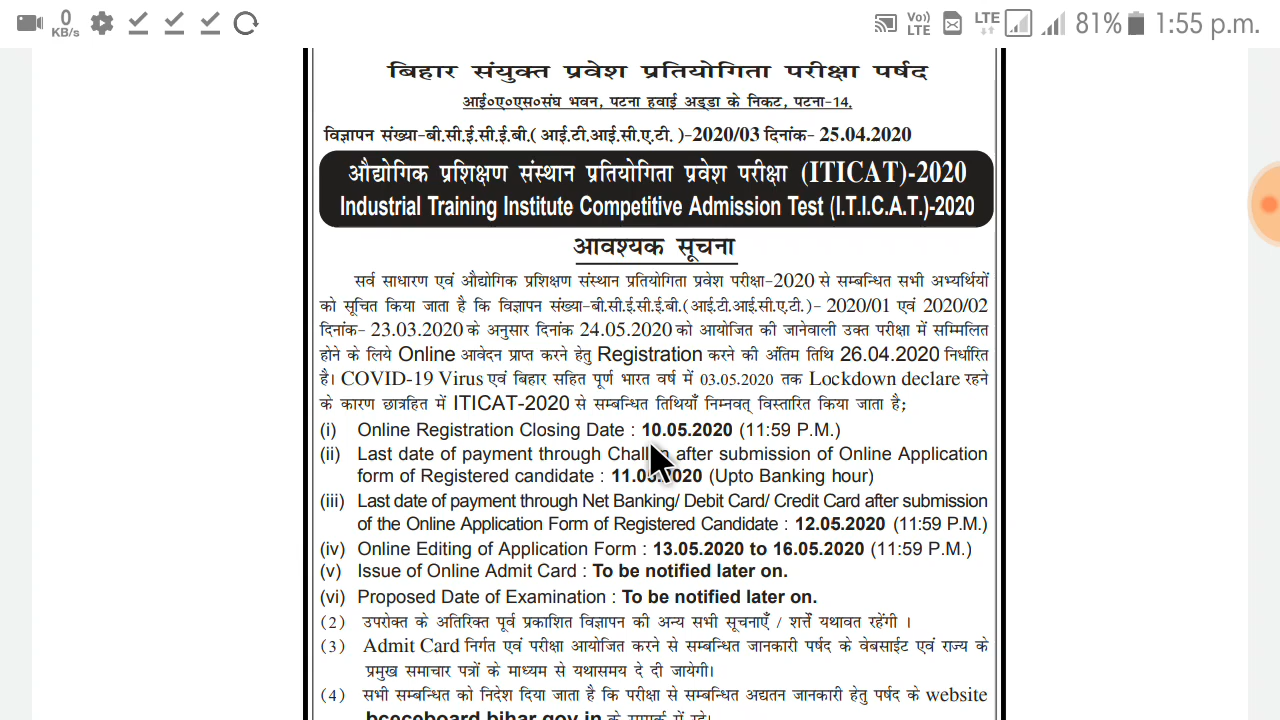 0
KB/s
Vo)
LTE
LTE
81%
1:55 p.m.
बिहार संयुक्त प्रवेश प्रतियोगिता परीक्षा पर्षद
आई०ए०एस०संघ भवन, पटना हवाई अड्डा के निकट, पटना-14.
विज्ञापन संख्या-बी.सी.ई.सी.ई.बी.( आई.टी.आई.सी.ए.टी. )-2020/03 दिनांक- 25.04.2020
औद्योगिक प्रशिक्षण संस्थान प्रतियोगिता प्रवेश परीक्षा (ITICAT)-2020
Industrial Training Institute Competitive Admission Test (I.T.I.C.A.T.)-2020
आवश्यक सूचना
सर्व साधारण एवं औद्योगिक प्रशिक्षण संस्थान प्रतियोगिता प्रवेश परीक्षा-2020 से सम्बन्धित सभी अभ्यर्थियों
को सूचित किया जाता है कि विज्ञापन संख्या-बी.सी.ई.सी.ई.बी.(आई.टी.आई.सी.ए.टी.)- 2020/01 एवं 2020/02
दिनांक- 23.03.2020 के अनुसार दिनांक 24.05.2020 को आयोजित की जानेवाली उक्त परीक्षा में सम्मिलित
होने के लिये Online आवेदन प्राप्त करने हेतु Registration करने की अंतिम तिथि 26.04.2020 निर्धारित
है। COVID-19 Virus एवं बिहार सहित पूर्ण भारत वर्ष में 03.05.2020 तक Lockdown declare रहने
के कारण छात्रहित में ITICAT-2020 से सम्बन्धित तिथियाँ निम्नवत् विस्तारित किया जाता है;
(i) Online Registration Closing Date : 10.05.2020 (11:59 P.M.)
(ii) Last date of payment through Challan after submission of Online Application
form of Registered candidate : 11.05.2020 (Upto Banking hour)
(iii) Last date of payment through Net Banking/ Debit Card/ Credit Card after submission
of the Online Application Form of Registered Candidate : 12.05.2020 (11:59 P.M.)
(iv) Online Editing of Application Form : 13.05.2020 to 16.05.2020 (11:59 P.M.)
(v) Issue of Online Admit Card : To be notified later on.
(vi) Proposed Date of Examination : To be notified later on.
(2) उपरोक्त के अतिरिक्त पूर्व प्रकाशित विज्ञापन की अन्य सभी सूचनाएँ / शर्त्तें यथावत रहेंगी ।
(3) Admit Card निर्गत एवं परीक्षा आयोजित करने से सम्बन्धित जानकारी पर्षद के वेबसाईट एवं राज्य के
प्रमुख समाचार पत्रों के माध्यम से यथासमय दे दी जायेगी।
(4) सभी सम्बन्धित को निदेश दिया जाता है कि परीक्षा से सम्बन्धित अद्यतन जानकारी हेतु पर्षद के website
bceceboard.bihar.gov.in के सम्पर्क में रहें।